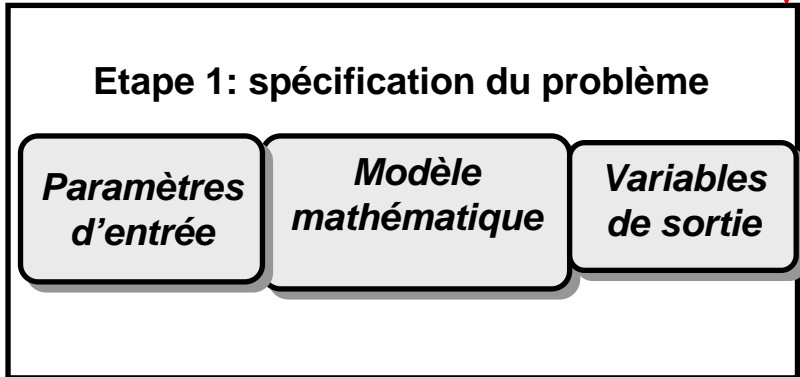 Etape 1: spécification du problème
Paramètres
d’entrée
Modèle
mathématique
Variables
de sortie